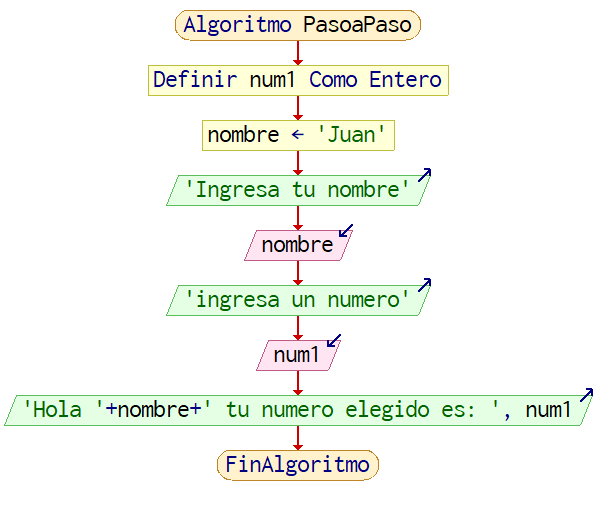 Algoritmo PasoaPaso
Definir num1 Como Entero
nombre ← 'Juan'
'Ingresa tu nombre'
nombre
'ingresa un numero'
num1
'Hola '+nombre+' tu numero elegido es: ', num1
FinAlgoritmo